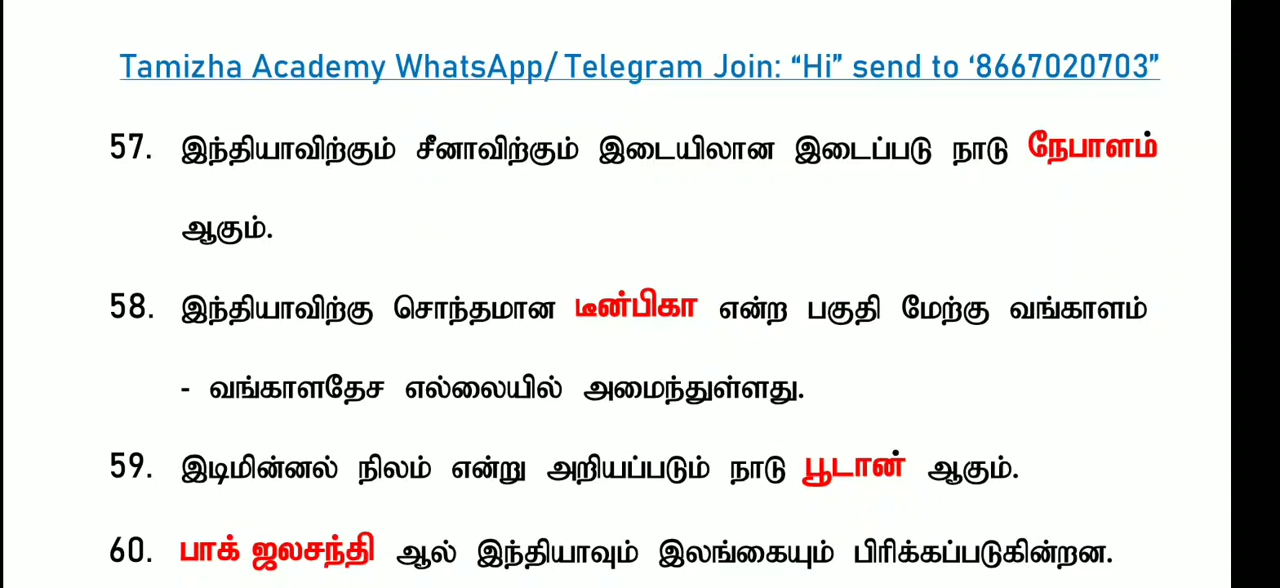 Tamizha Academy WhatsApp/ Telegram Join: “Hi” send to ‘8667020703”
57. இந்தியாவிற்கும் சீனாவிற்கும் இடையிலான இடைப்படு நாடு நேபாளம்
ஆகும்.
58. இந்தியாவிற்கு சொந்தமான டீன்பிகா என்ற பகுதி மேற்கு வங்காளம்
- வங்காளதேச எல்லையில் அமைந்துள்ளது.
59. இடிமின்னல் நிலம் என்று அறியப்படும் நாடு பூடான் ஆகும்.
60. பாக் ஜலசந்தி ஆல் இந்தியாவும் இலங்கையும் பிரிக்கப்படுகின்றன.